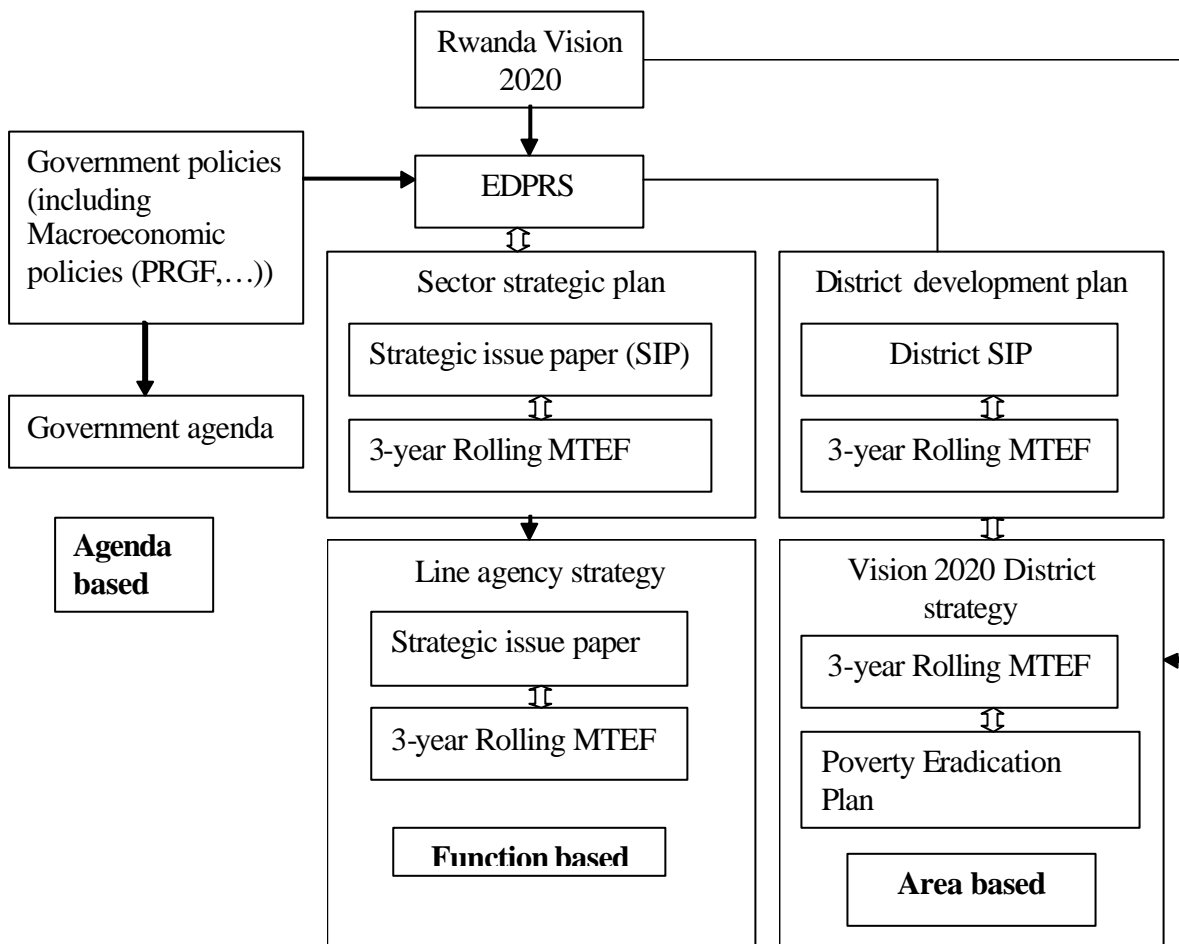 Rwanda Vision
2020
Government policies
(including
Macroeconomic
policies (PRGF,…))
EDPRS
Government agenda
Agenda
based
Sector strategic plan
Strategic issue paper (SIP)
3-year Rolling MTEF
District development plan
District SIP
3-year Rolling MTEF
Line agency strategy
Strategic issue paper
3-year Rolling MTEF
Function based
Vision 2020 District
strategy
3-year Rolling MTEF
Poverty Eradication
Plan
Area based